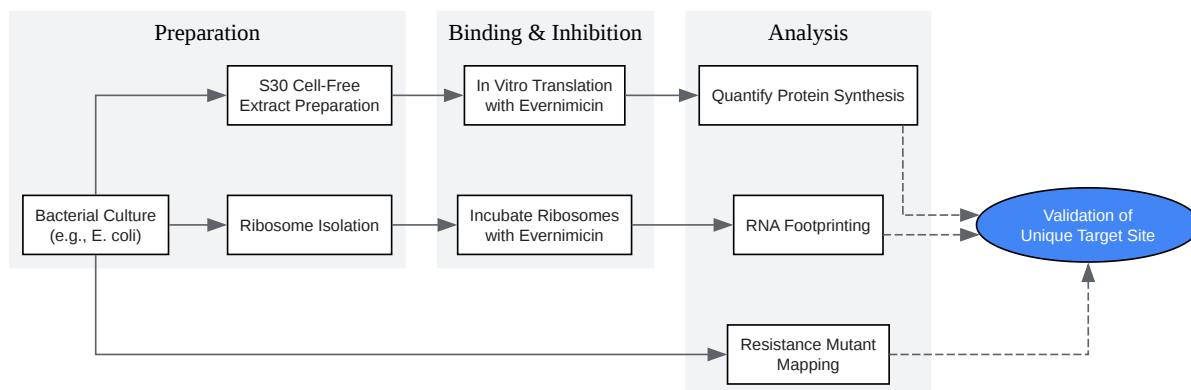 Preparation
Binding & Inhibition
Analysis
S30 Cell-Free
Extract Preparation
In Vitro Translation
with Evernimicin
Quantify Protein Synthesis
Bacterial Culture
(e.g., E. coli)
Ribosome Isolation
Incubate Ribosomes
with Evernimicin
RNA Footprinting
Validation of
Unique Target Site
Resistance Mutant
Mapping